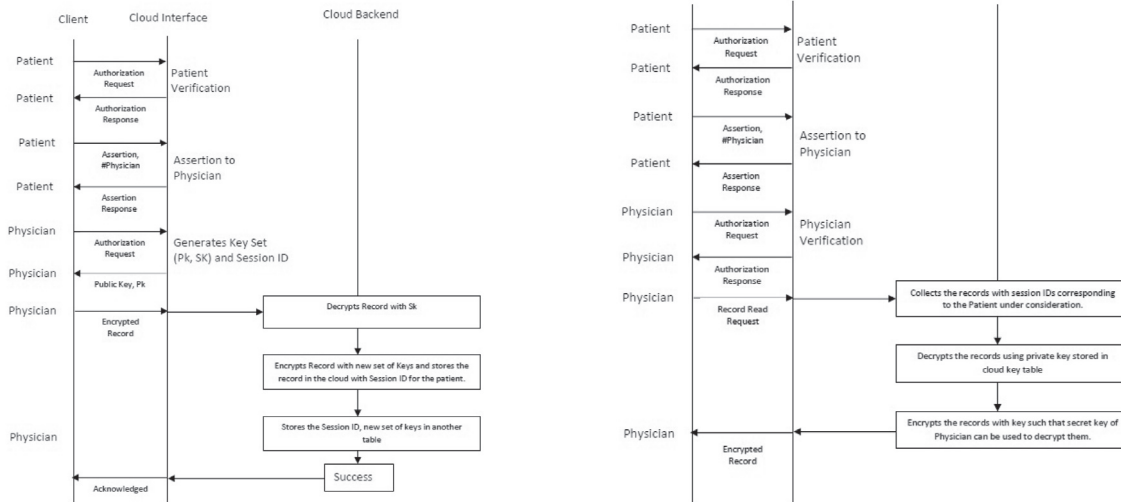 Client
Cloud Interface
Cloud Backend
Patient
Authorization
Request
Patient
Verification
Patient
Authorization
Response
Patient
Assertion,
#Physician
Assertion to
Physician
Patient
Assertion
Response
Physician
Authorization
Request
Generates Key Set
(Pk, SK) and Session ID
Physician
Public Key, Pk
Physician
Encrypted
Record
Decrypts Record with Sk
Encrypts Record with new set of Keys and stores the
record in the cloud with Session ID for the patient.
Stores the Session ID, new set of keys in another
table
Physician
Success
Acknowledged
Patient
Authorization
Request
Patient
Verification
Patient
Authorization
Response
Patient
Assertion,
#Physician
Assertion to
Physician
Patient
Assertion
Response
Physician
Authorization
Request
Physician
Verification
Physician
Authorization
Response
Physician
Record Read
Request
Collects the records with session IDs corresponding
to the Patient under consideration.
Decrypts the records using private key stored in
cloud key table
Encrypts the records with key such that secret key of
Physician can be used to decrypt them.
Physician
Encrypted
Record